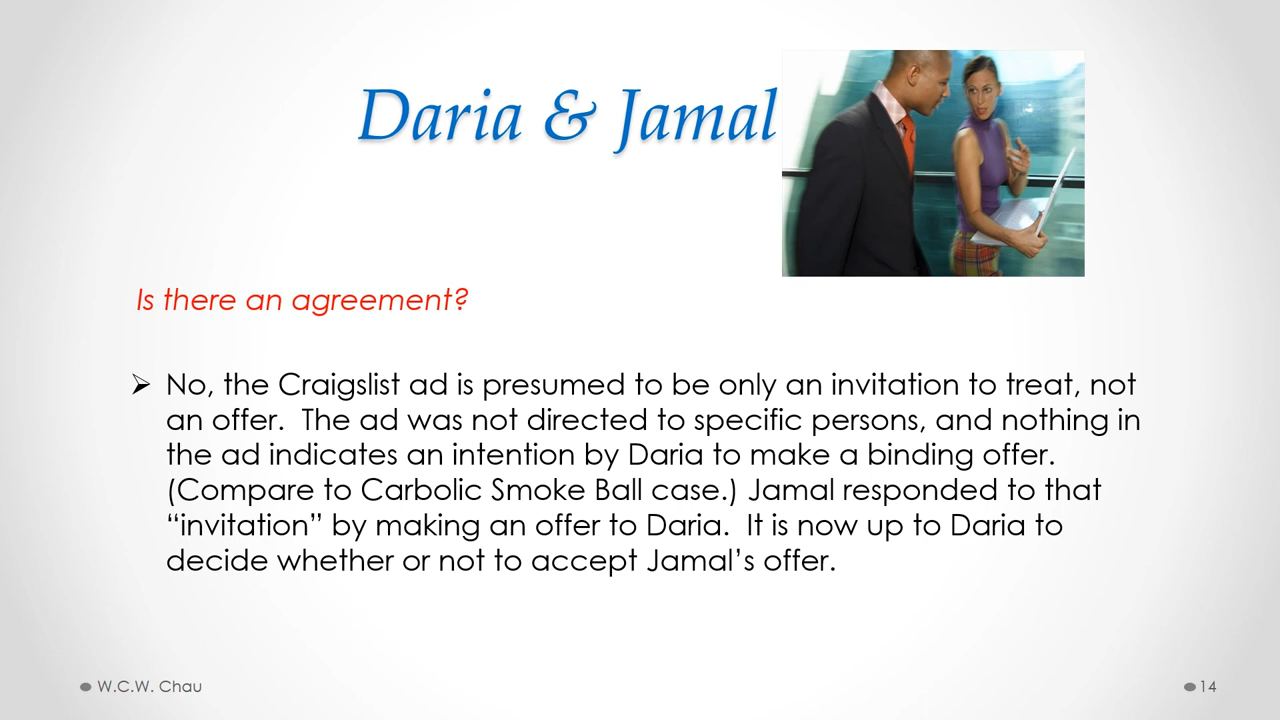 Daria & Jamal
Is there an agreement?
➢ No, the Craigslist ad is presumed to be only an invitation to treat, not
an offer.  The ad was not directed to specific persons, and nothing in
the ad indicates an intention by Daria to make a binding offer.
(Compare to Carbolic Smoke Ball case.) Jamal responded to that
“invitation” by making an offer to Daria.  It is now up to Daria to
decide whether or not to accept Jamal’s offer.
W.C.W. Chau
14